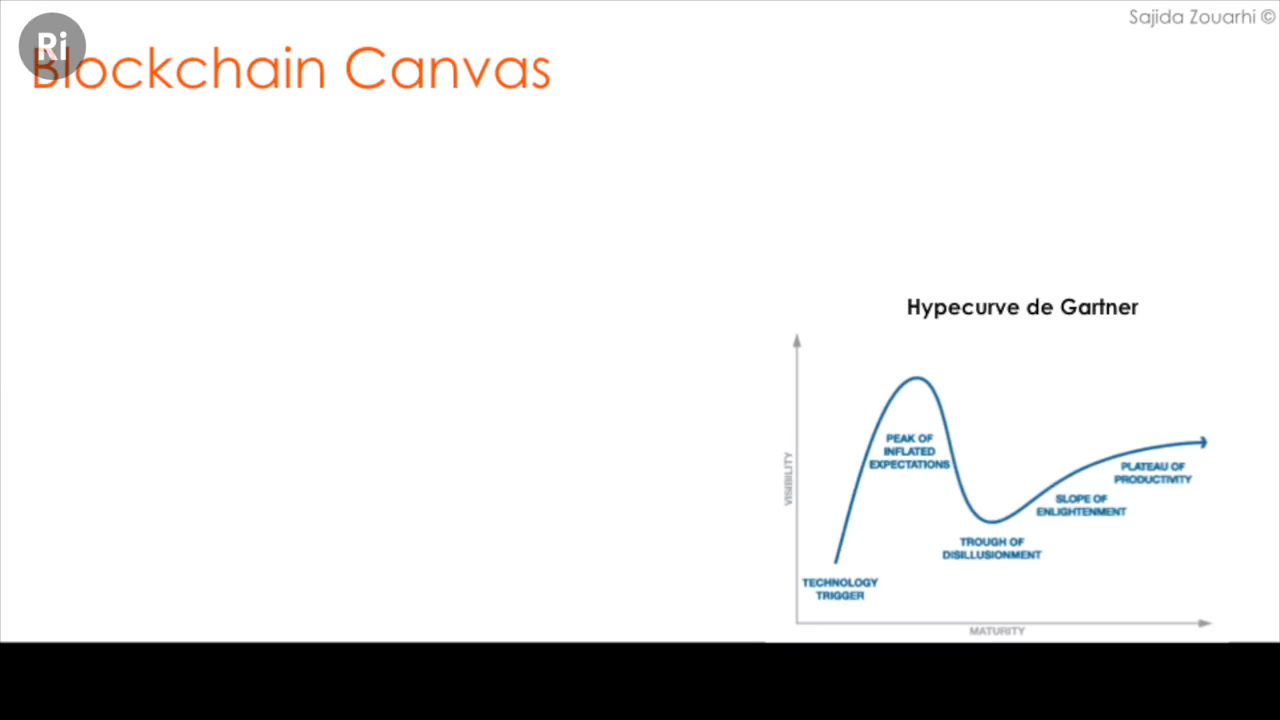 Sajida Zouarhi ©
Ri
Blockchain Canvas
Hypecurve de Gartner
VISIBILITY
PEAK OF
INFLATED
EXPECTATIONS
PLATEAU OF
PRODUCTIVITY
SLOPE OF
ENLIGHTENMENT
TROUGH OF
DISILLUSIONMENT
TECHNOLOGY
TRIGGER
MATURITY